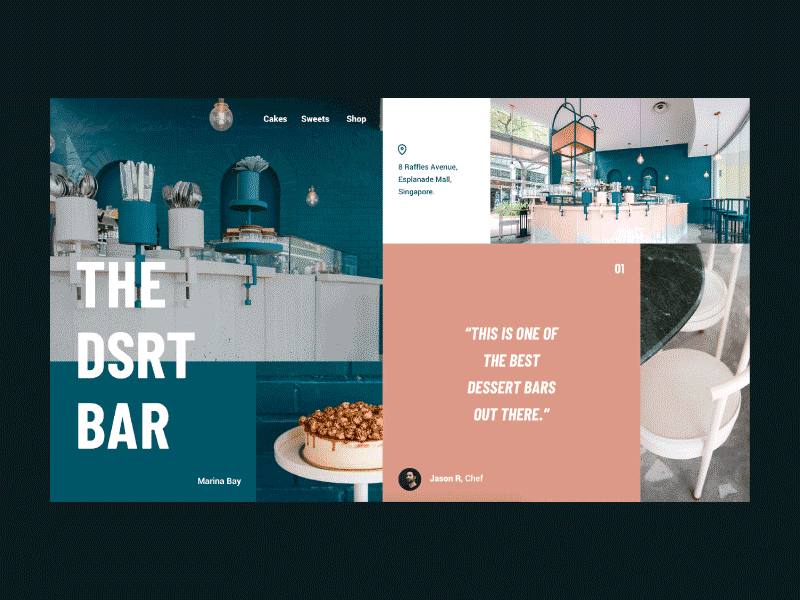 Cakes Sweets Shop
THE
DSRT
BAR
Marina Bay
8 Raffles Avenue,
Esplanade Mall,
Singapore.
01
“THIS IS ONE OF
THE BEST
DESSERT BARS
OUT THERE.”
Jason R, Chef